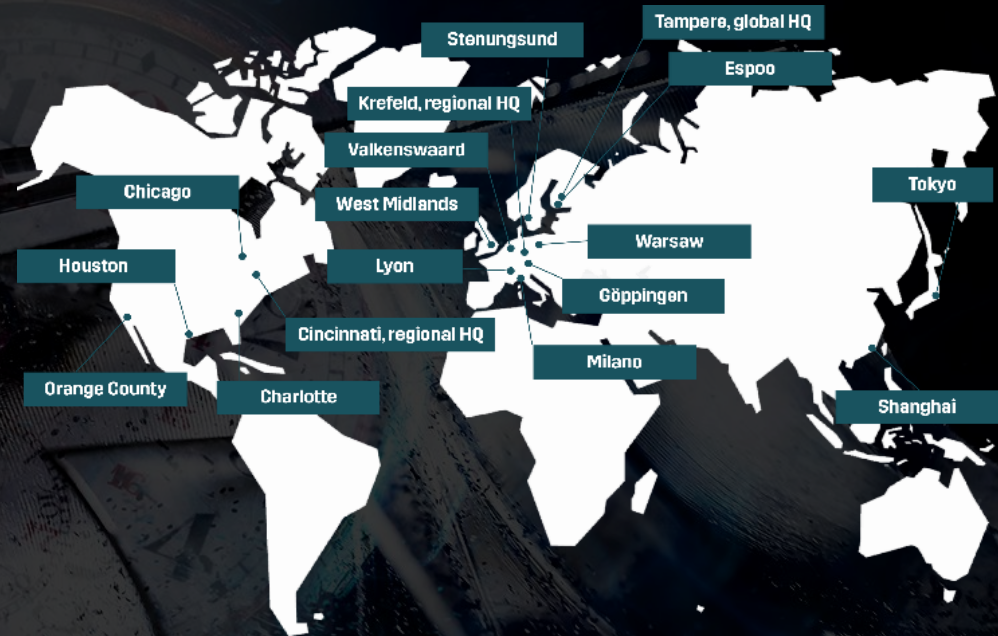 Tampere, global HQ
Stenungsund
Espoo
Krefeld, regional HQ
Valkenswaard
Chicago
Tokyo
West Midlands
Warsaw
Houston
Lyon
Göppingen
Cincinnati, regional HQ
Milano
Orange County
Charlotte
Shanghai